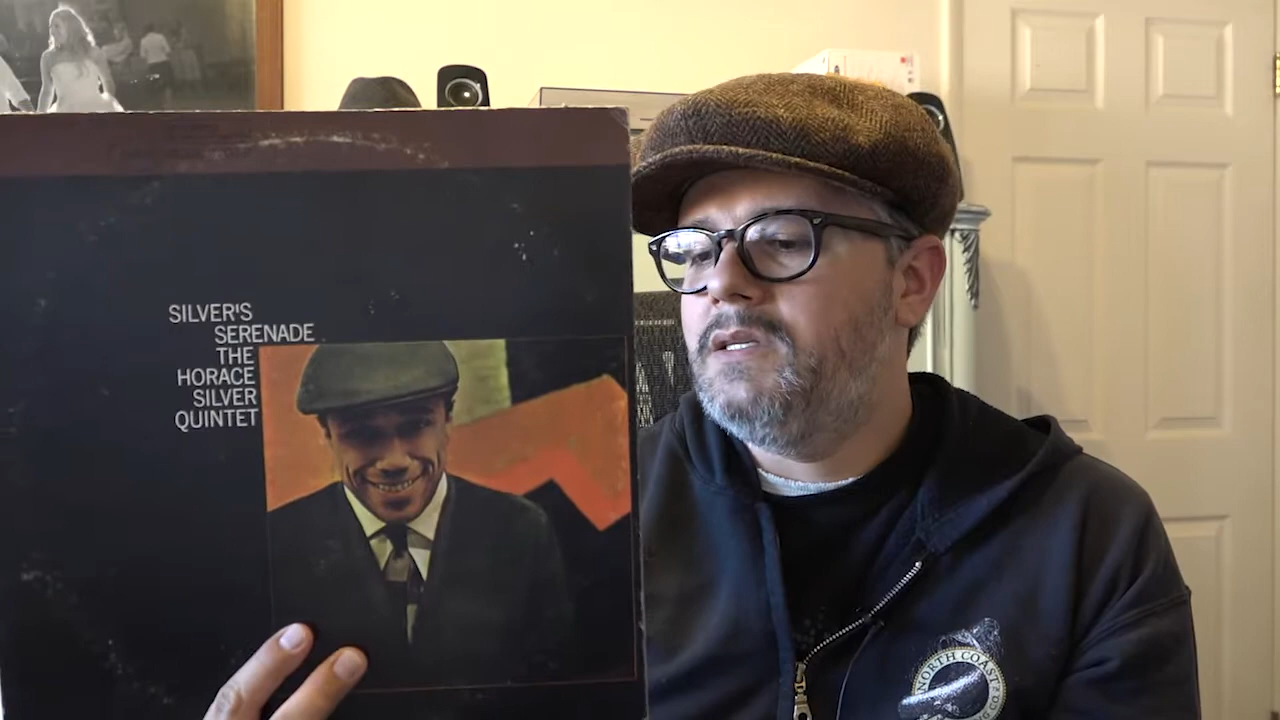 SILVER'S
SERENADE
THE
HORACE
SILVER
QUINTET
NORTH COAST